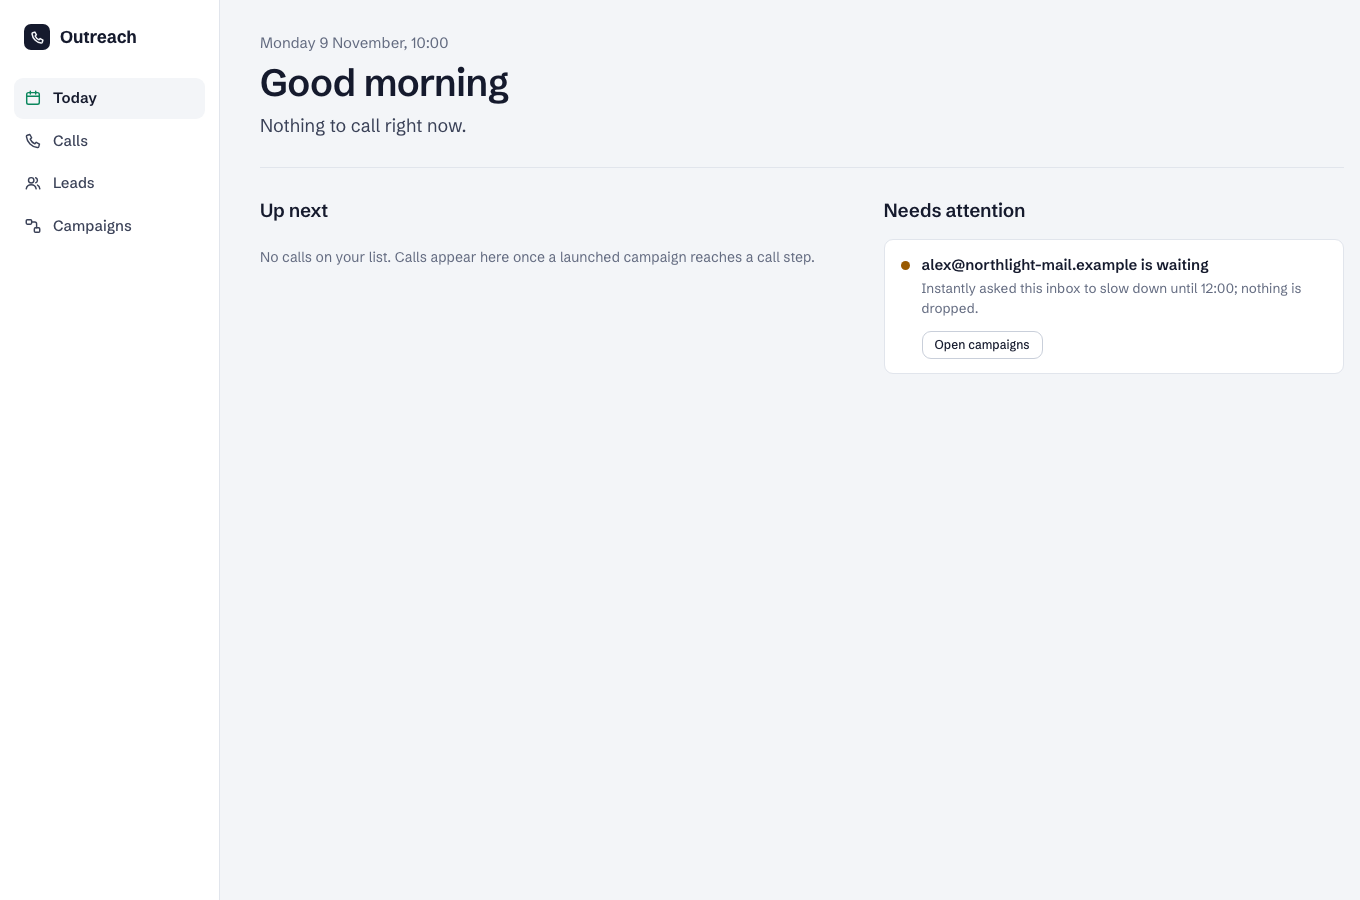 Outreach
Today
Calls
Leads
Campaigns
Monday 9 November, 10:00
Good morning
Nothing to call right now.
Up next
No calls on your list. Calls appear here once a launched campaign reaches a call step.
Needs attention
alex@northlight-mail.example is waiting
Instantly asked this inbox to slow down until 12:00; nothing is
dropped.
Open campaigns